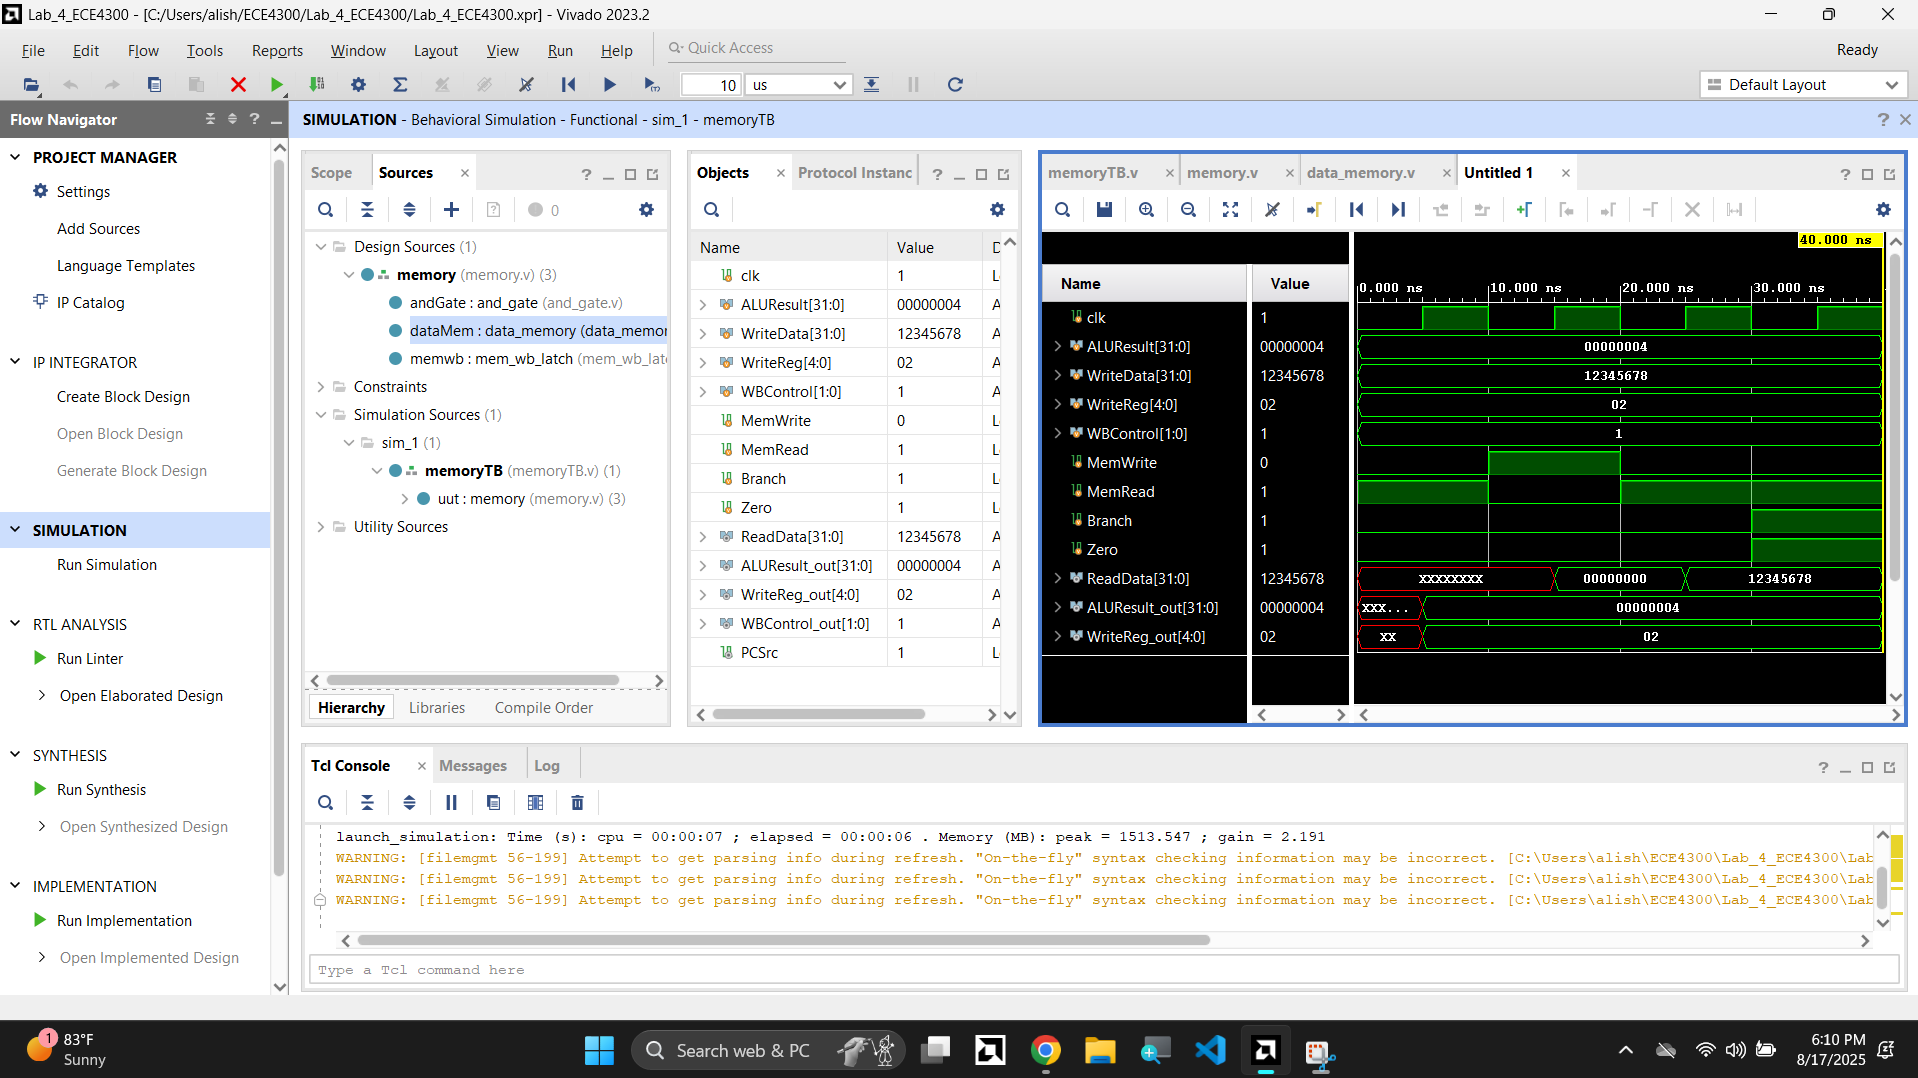 Lab_4_ECE4300 - [C:/Users/alish/ECE4300/Lab_4_ECE4300/Lab_4_ECE4300.xpr] - Vivado 2023.2
File Edit Flow Tools Reports Window Layout View Run Help
Quick Access
Ready
10 us
Default Layout
Flow Navigator
SIMULATION - Behavioral Simulation - Functional - sim_1 - memoryTB
PROJECT MANAGER
Settings
Add Sources
Language Templates
IP Catalog
IP INTEGRATOR
Create Block Design
Open Block Design
Generate Block Design
SIMULATION
Run Simulation
RTL ANALYSIS
Run Linter
Open Elaborated Design
SYNTHESIS
Run Synthesis
Open Synthesized Design
IMPLEMENTATION
Run Implementation
Open Implemented Design
Scope Sources
0
Design Sources (1)
memory (memory.v) (3)
andGate : and_gate (and_gate.v)
dataMem : data_memory (data_memor
memwb : mem_wb_latch (mem_wb_latc
Constraints
Simulation Sources (1)
sim_1 (1)
memoryTB (memoryTB.v) (1)
uut : memory (memory.v) (3)
Utility Sources
Hierarchy Libraries Compile Order
Objects Protocol Instanc
Name Value D
clk 1 L
ALUResult[31:0] 00000004 A
WriteData[31:0] 12345678 A
WriteReg[4:0] 02 A
WBControl[1:0] 1 A
MemWrite 0 L
MemRead 1 L
Branch 1 L
Zero 1 L
ReadData[31:0] 12345678 A
ALUResult_out[31:0] 00000004 A
WriteReg_out[4:0] 02 A
WBControl_out[1:0] 1 A
PCSrc 1 L
memoryTB.v memory.v data_memory.v Untitled 1
40.000 ns
Name Value
0.000 ns 10.000 ns 20.000 ns 30.000 ns
clk 1
ALUResult[31:0] 00000004 00000004
WriteData[31:0] 12345678 12345678
WriteReg[4:0] 02 02
WBControl[1:0] 1 1
MemWrite 0
MemRead 1
Branch 1
Zero 1
ReadData[31:0] 12345678 XXXXXXXX 00000000 12345678
ALUResult_out[31:0] 00000004 XXX... 00000004
WriteReg_out[4:0] 02 XX 02
Tcl Console Messages Log
launch_simulation: Time (s): cpu = 00:00:07 ; elapsed = 00:00:06 . Memory (MB): peak = 1513.547 ; gain = 2.191
WARNING: [filemgmt 56-199] Attempt to get parsing info during refresh. "On-the-fly" syntax checking information may be incorrect. [C:\Users\alish\ECE4300\Lab_4_ECE4300\Lab
WARNING: [filemgmt 56-199] Attempt to get parsing info during refresh. "On-the-fly" syntax checking information may be incorrect. [C:\Users\alish\ECE4300\Lab_4_ECE4300\Lab
WARNING: [filemgmt 56-199] Attempt to get parsing info during refresh. "On-the-fly" syntax checking information may be incorrect. [C:\Users\alish\ECE4300\Lab_4_ECE4300\Lab
Type a Tcl command here
1
83°F
Sunny
Search web & PC
6:10 PM
8/17/2025